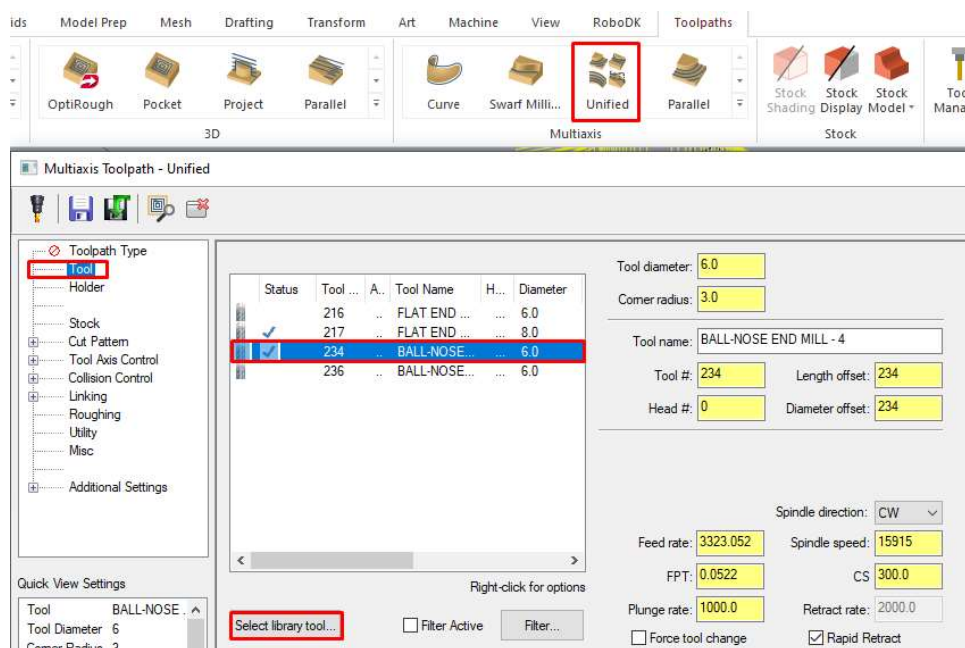 ids Model Prep Mesh Drafting Transform Art Machine View RoboDK Toolpaths
OptiRough Pocket Project Parallel Curve Swarf Milli... Unified Parallel Stock Shading Stock Display Stock Model
3D Multiaxis Stock
Multiaxis Toolpath - Unified
Toolpath Type
Tool
Holder
Stock
Cut Pattern
Tool Axis Control
Collision Control
Linking
Roughing
Utility
Misc
Additional Settings
Quick View Settings
Tool BALL-NOSE
Tool Diameter 6
Corner Radius 3
Status Tool ... A.. Tool Name H... Diameter
216 .. FLAT END ... ... 6.0
217 .. FLAT END ... ... 8.0
234 .. BALL-NOSE... ... 6.0
236 .. BALL-NOSE... ... 6.0
Right-click for options
Select library tool...
Filter Active
Filter...
Tool diameter: 6.0
Corner radius: 3.0
Tool name: BALL-NOSE END MILL - 4
Tool #: 234 Length offset: 234
Head #: 0 Diameter offset: 234
Spindle direction: CW
Feed rate: 3323.052 Spindle speed: 15915
FPT: 0.0522 CS 300.0
Plunge rate: 1000.0 Retract rate: 2000.0
Force tool change Rapid Retract